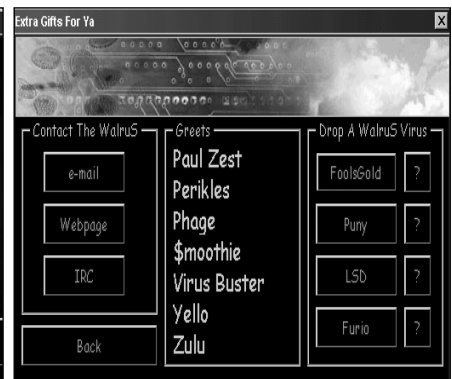 Extra Gifts For Ya
X
Contact The WalruS
e-mail
Webpage
IRC
Back
Greets
Paul Zest
Perikles
Phage
$moothie
Virus Buster
Yello
Zulu
Drop A WalruS Virus
FoolsGold ?
Puny ?
LSD ?
Furio ?